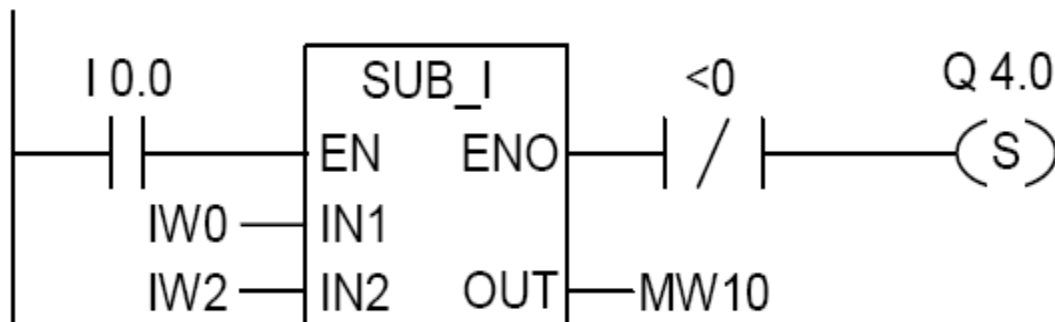 I 0.0 SUB_I <0 Q 4.0
EN ENO S
IW0 IN1
IW2 IN2 OUT MW10